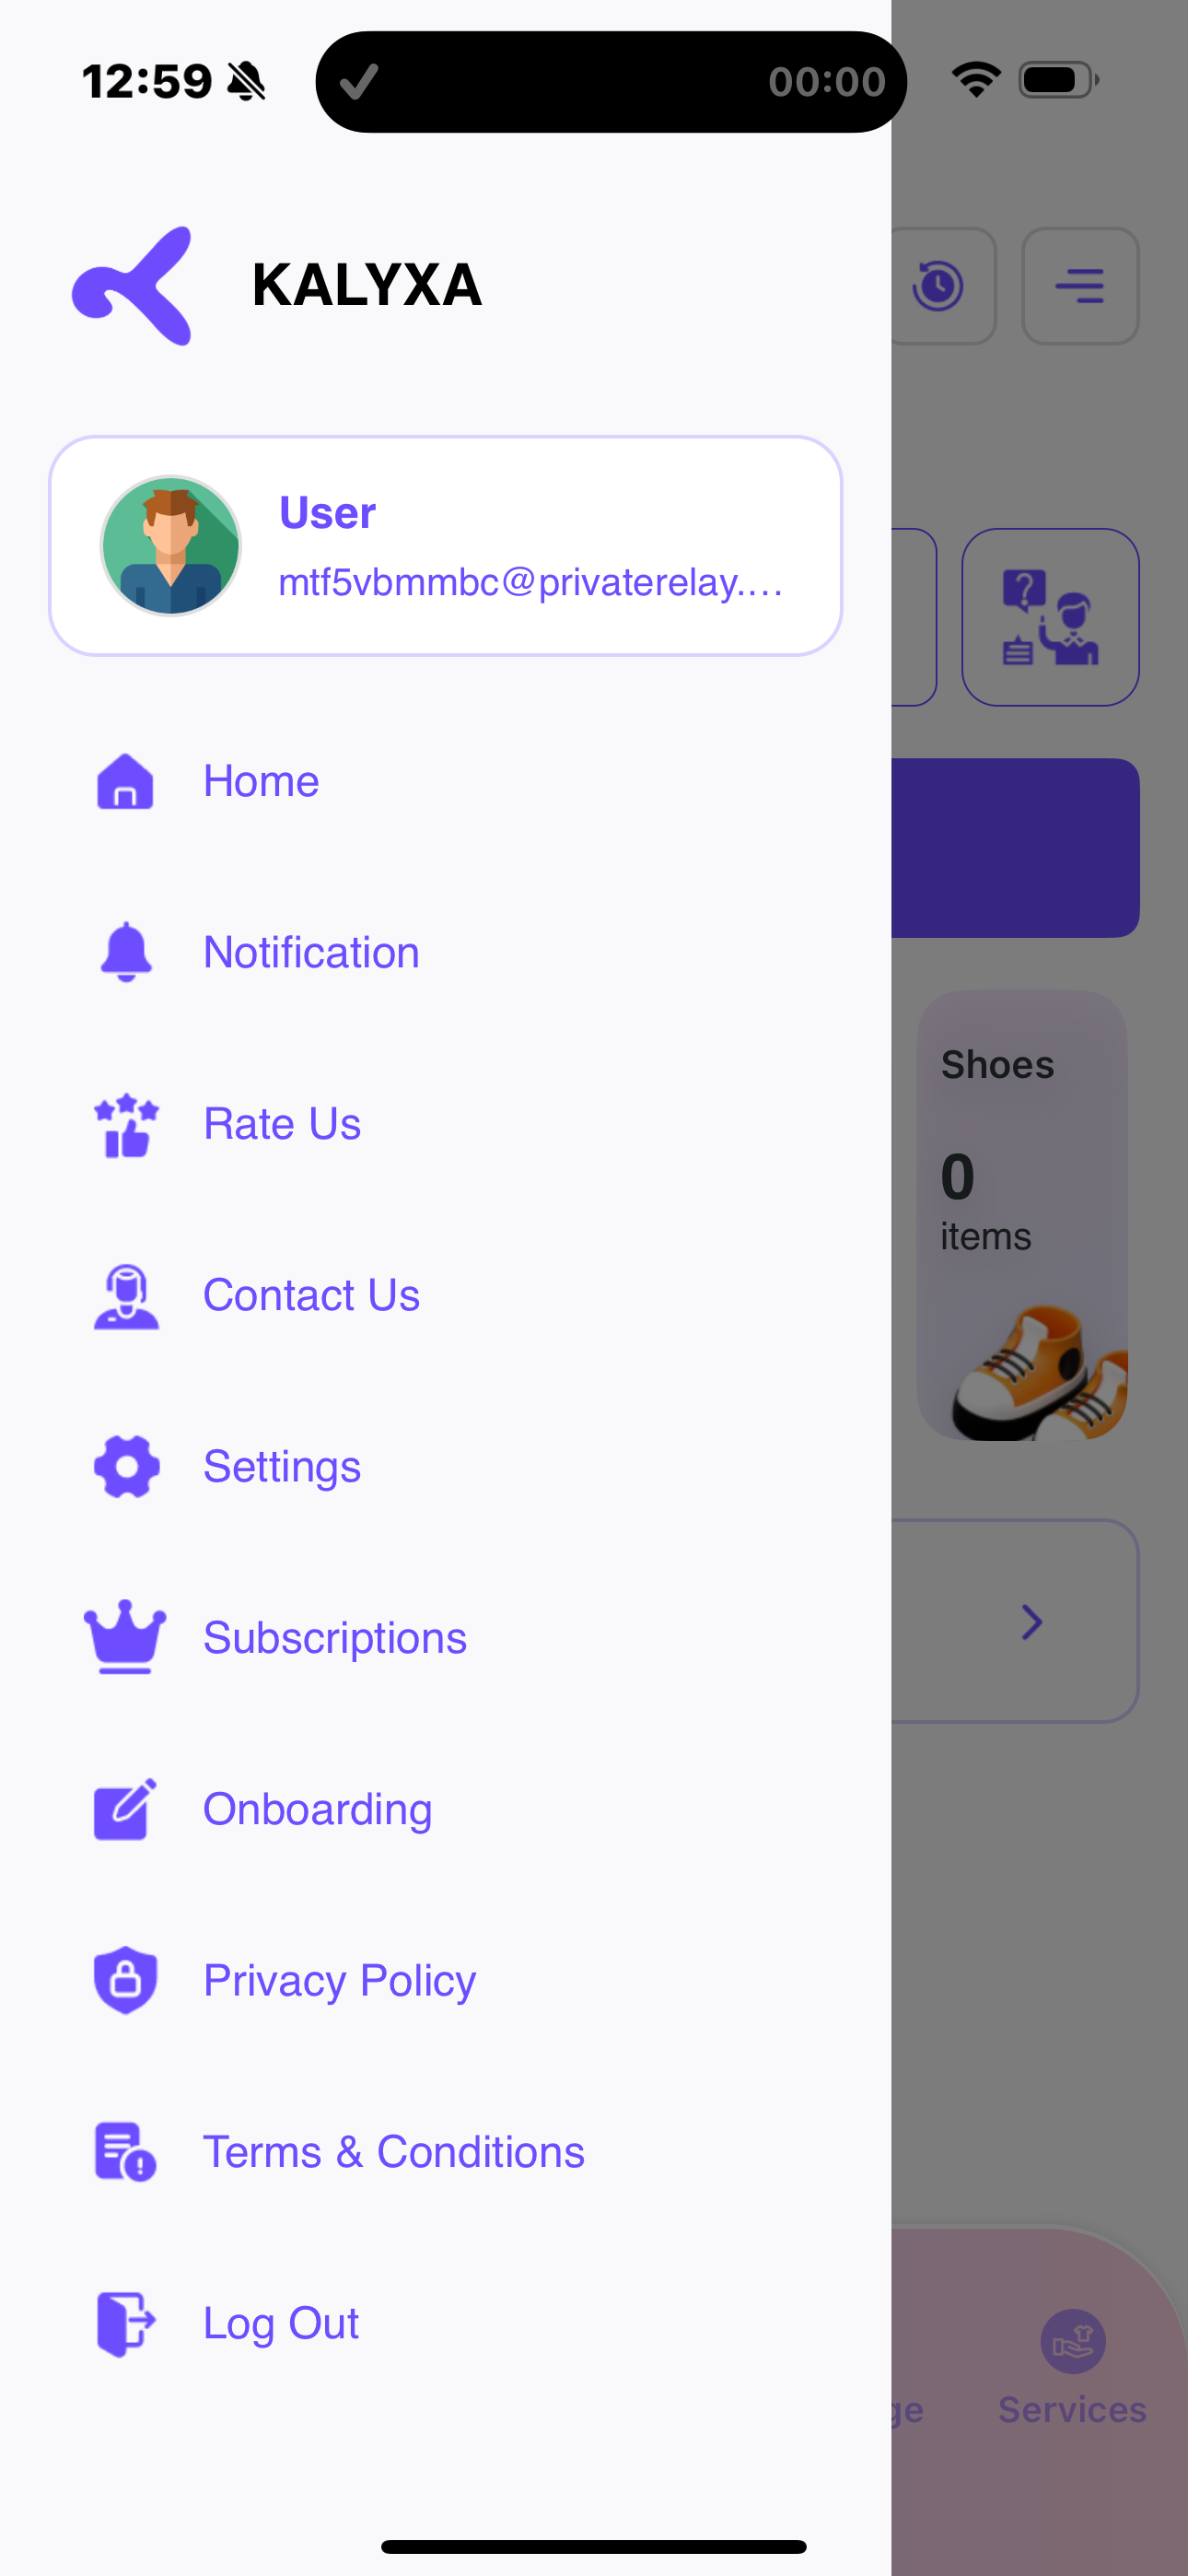 12:59
00:00
KALYXA
User
mtf5vbmmbc@privaterelay....
Home
Notification
Rate Us
Contact Us
Settings
Subscriptions
Onboarding
Privacy Policy
Terms & Conditions
Log Out
Shoes
0
items
ge
Services